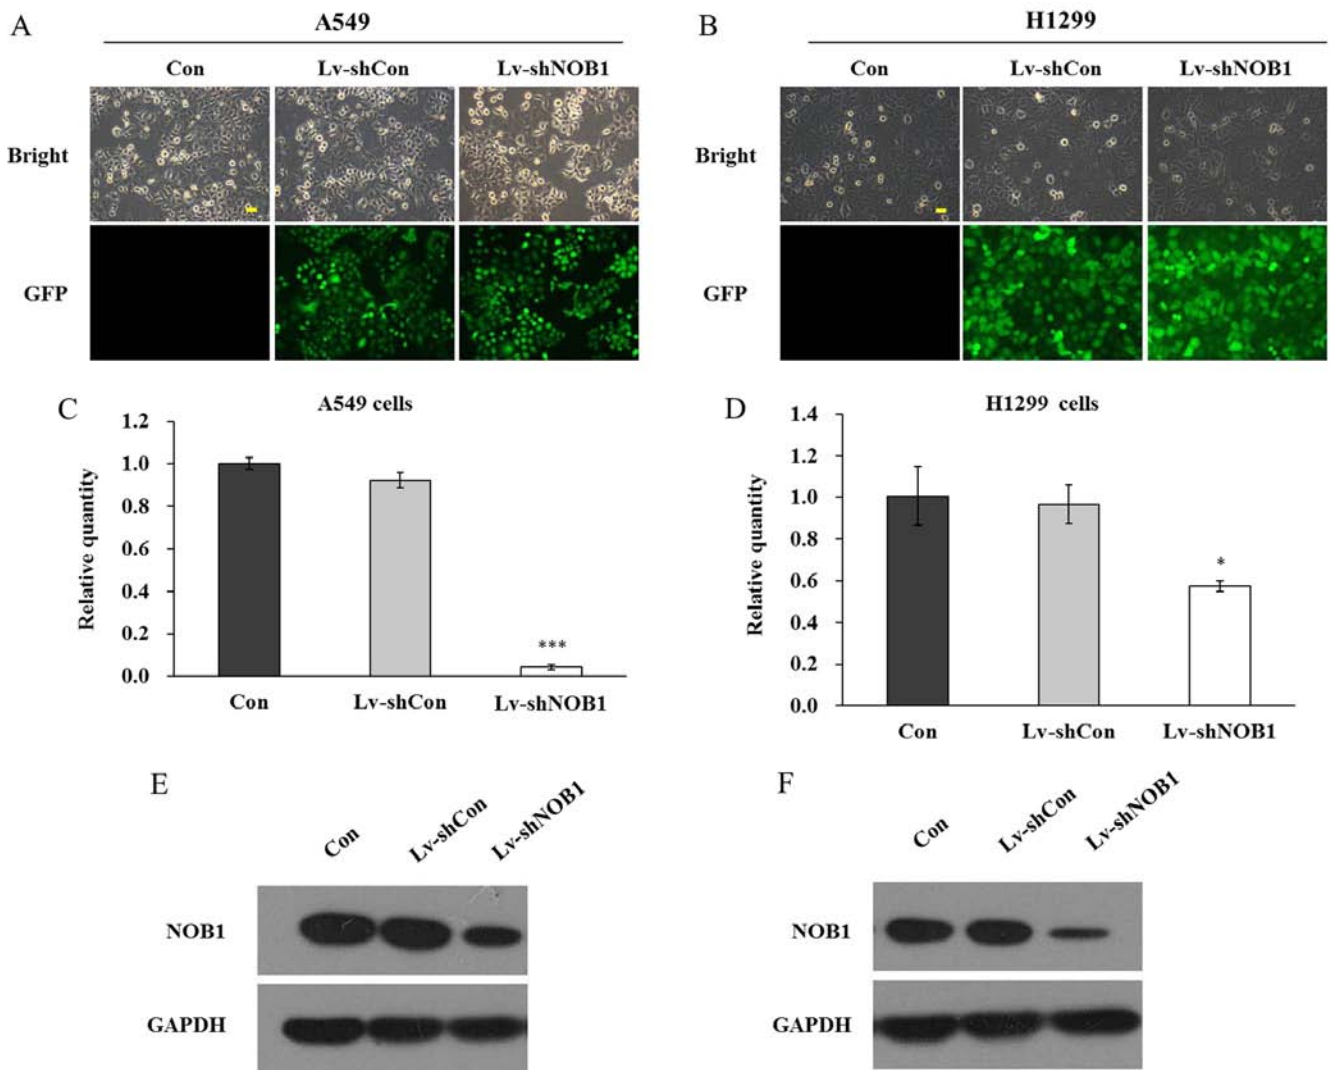 A
A549
Con Lv-shCon Lv-shNOB1
Bright
GFP
B
H1299
Con Lv-shCon Lv-shNOB1
Bright
GFP
C
A549 cells
Relative quantity
1.2
1.0
0.8
0.6
0.4
0.2
0.0
***
Con Lv-shCon Lv-shNOB1
D
H1299 cells
Relative quantity
1.4
1.2
1.0
0.8
0.6
0.4
0.2
0.0
*
Con Lv-shCon Lv-shNOB1
E
Con Lv-shCon Lv-shNOB1
NOB1
GAPDH
F
Con Lv-shCon Lv-shNOB1
NOB1
GAPDH